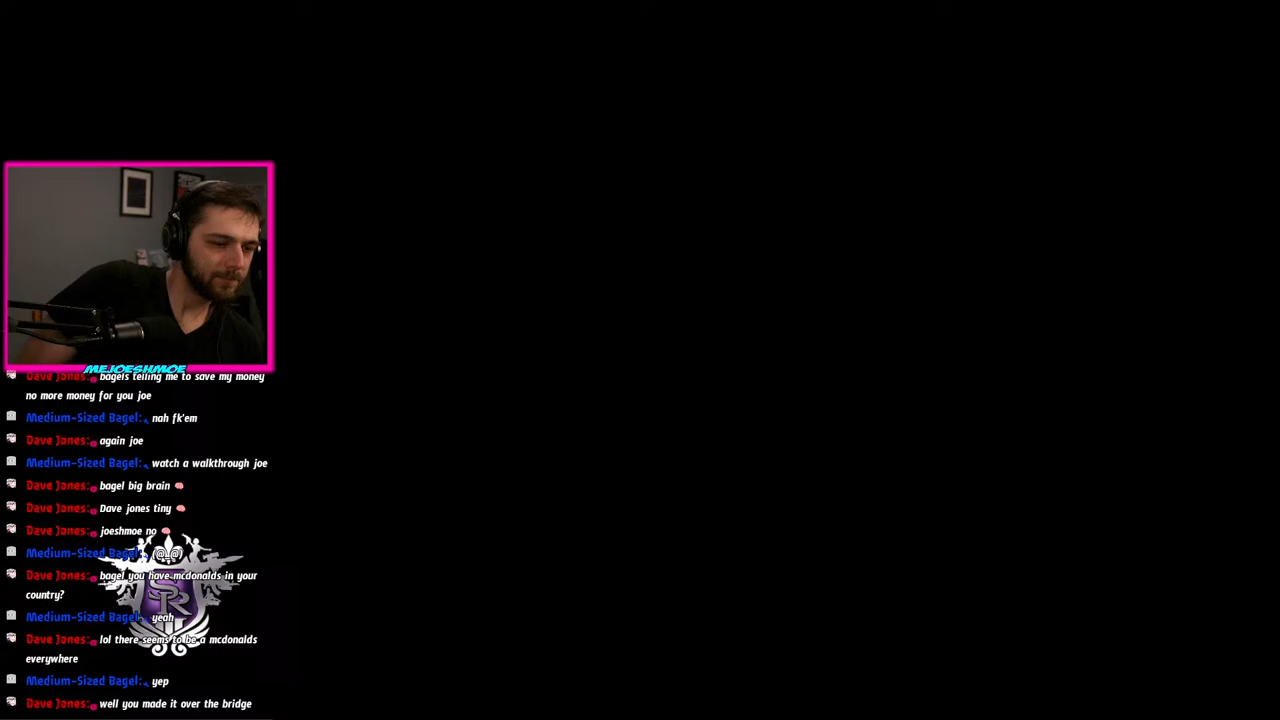 MEJOESHMOE
Dave Jones: bagels telling me to save my money
no more money for you joe
Medium-Sized Bagel: nah fk'em
Dave Jones: again joe
Medium-Sized Bagel: watch a walkthrough joe
Dave Jones: bagel big brain 🧠
Dave Jones: Dave jones tiny 🧠
Dave Jones: joeshmoe no 🧠
Medium-Sized Bagel: (@_@)
Dave Jones: bagel you have mcdonalds in your
country?
Medium-Sized Bagel: yeah
Dave Jones: lol there seems to be a mcdonalds
everywhere
Medium-Sized Bagel: yep
Dave Jones: well you made it over the bridge